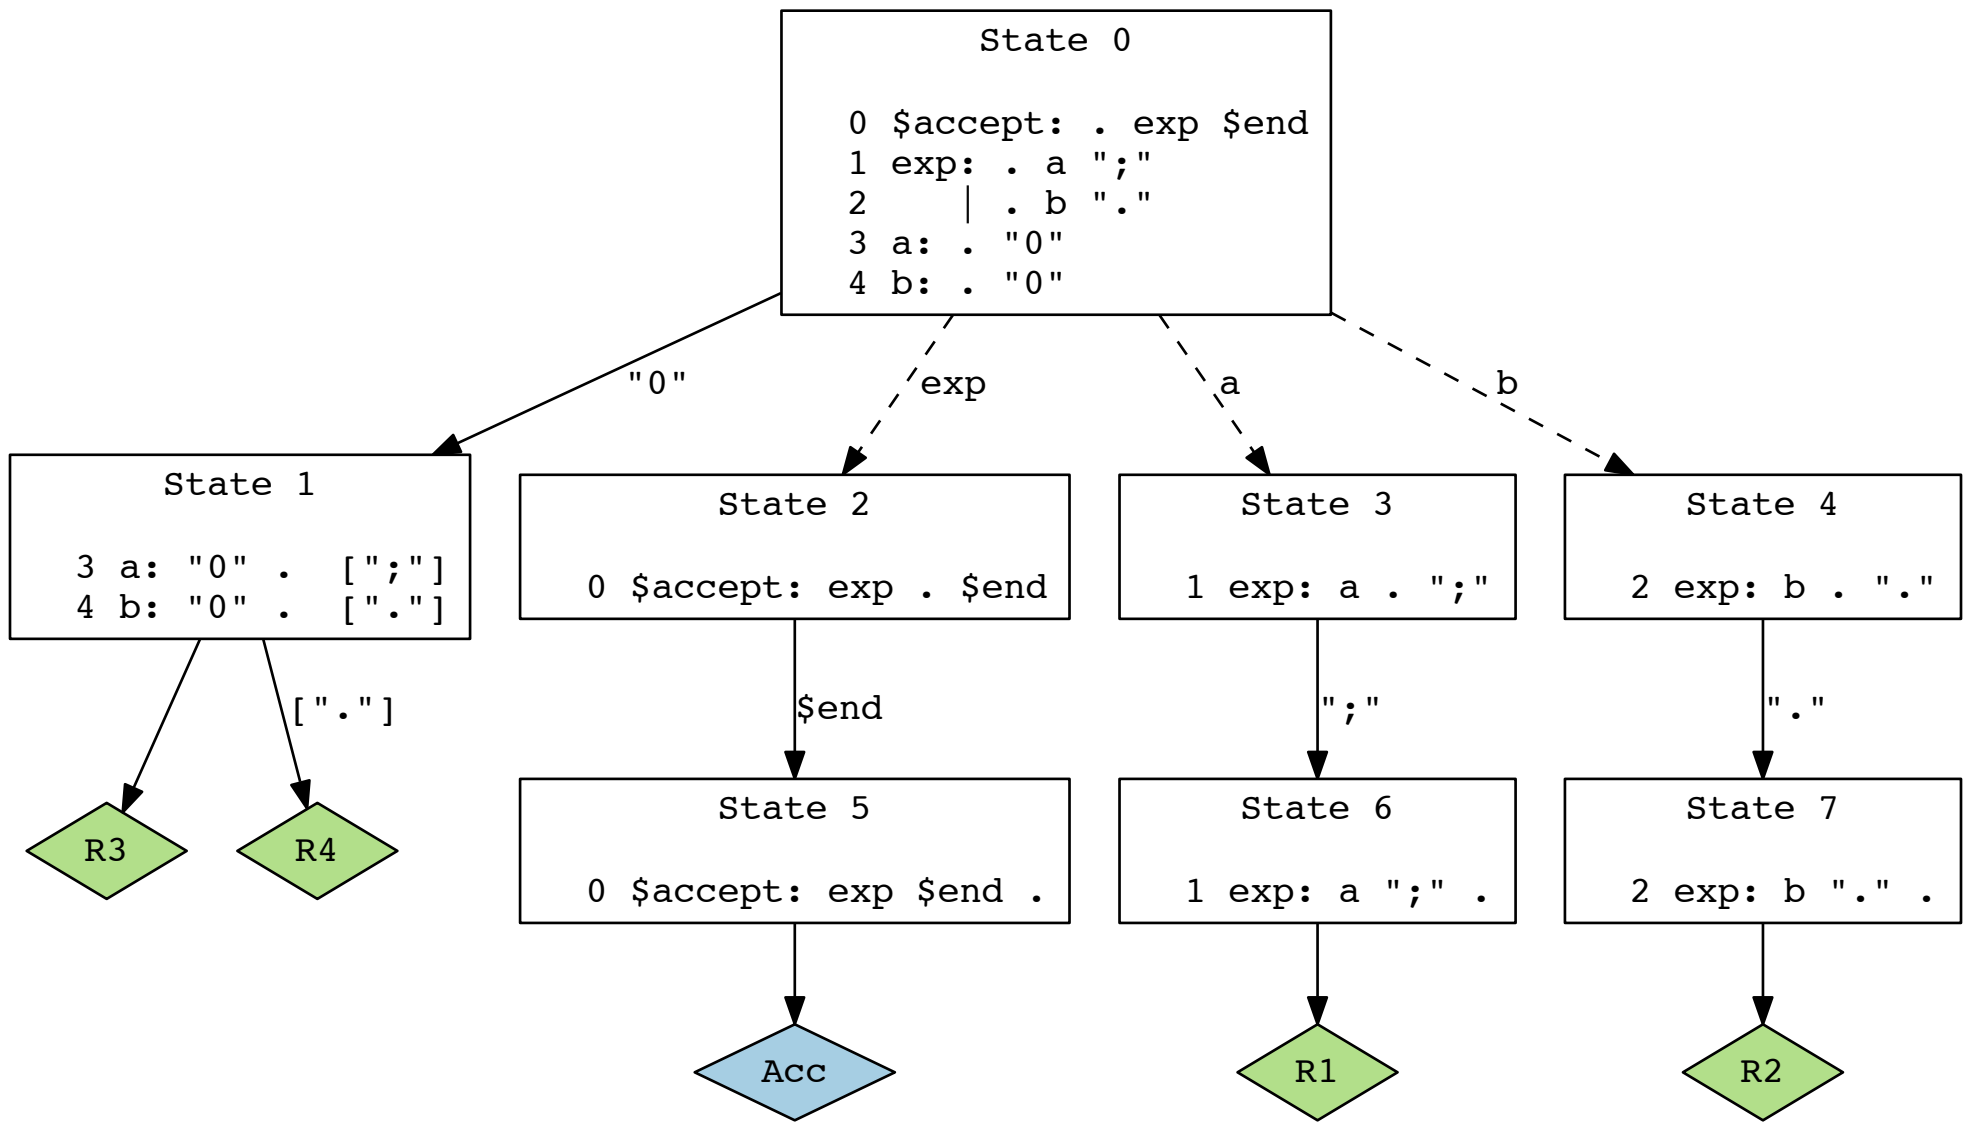 State 0
0 $accept: . exp $end
1 exp: . a ";"
2    | . b "."
3 a: . "0"
4 b: . "0"
"0"
exp
a
b
State 1
3 a: "0" .  [";"]
4 b: "0" .  ["."]
State 2
0 $accept: exp . $end
State 3
1 exp: a . ";"
State 4
2 exp: b . "."
["."]
$end
";"
"."
R3
R4
State 5
0 $accept: exp $end .
State 6
1 exp: a ";" .
State 7
2 exp: b "." .
Acc
R1
R2